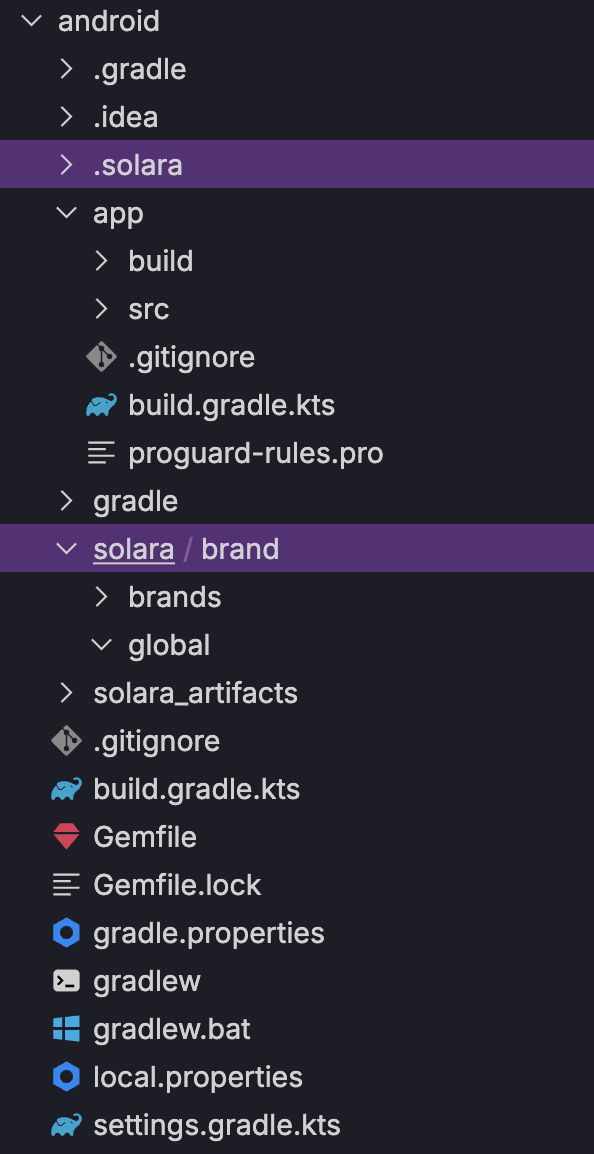 android
.gradle
.idea
.solara
app
build
src
.gitignore
build.gradle.kts
proguard-rules.pro
gradle
solara / brand
brands
global
solara_artifacts
.gitignore
build.gradle.kts
Gemfile
Gemfile.lock
gradle.properties
gradlew
gradlew.bat
local.properties
settings.gradle.kts